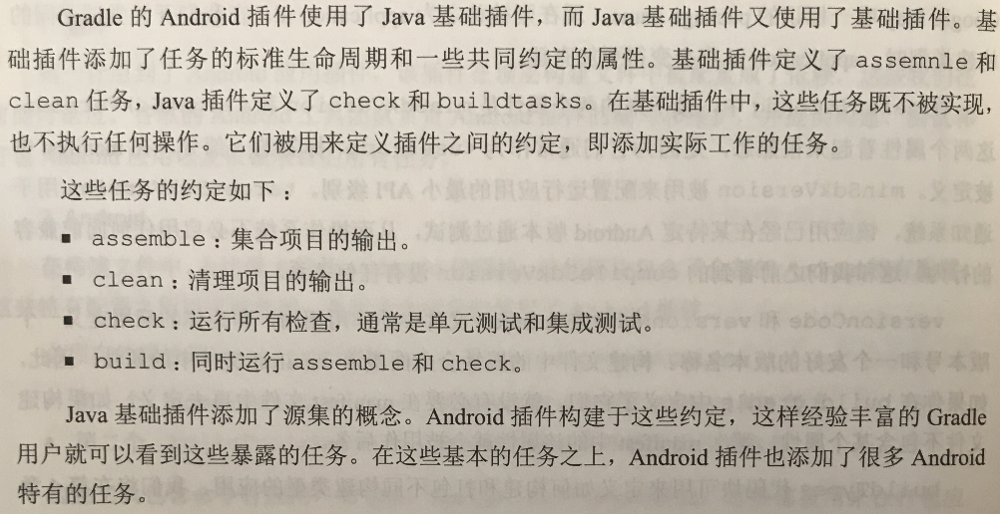 Gradle 的 Android 插件使用了 Java 基础插件，而 Java 基础插件又使用了基础插件。基
础插件添加了任务的标准生命周期和一些共同约定的属性。基础插件定义了 assemnle 和
clean 任务，Java 插件定义了 check 和 buildtasks。在基础插件中，这些任务既不被实现，
也不执行任何操作。它们被用来定义插件之间的约定，即添加实际工作的任务。
这些任务的约定如下：
▪ assemble：集合项目的输出。
▪ clean：清理项目的输出。
▪ check：运行所有检查，通常是单元测试和集成测试。
▪ build：同时运行 assemble 和 check。
Java 基础插件添加了源集的概念。Android 插件构建于这些约定，这样经验丰富的 Gradle
用户就可以看到这些暴露的任务。在这些基本的任务之上，Android 插件也添加了很多 Android
特有的任务。